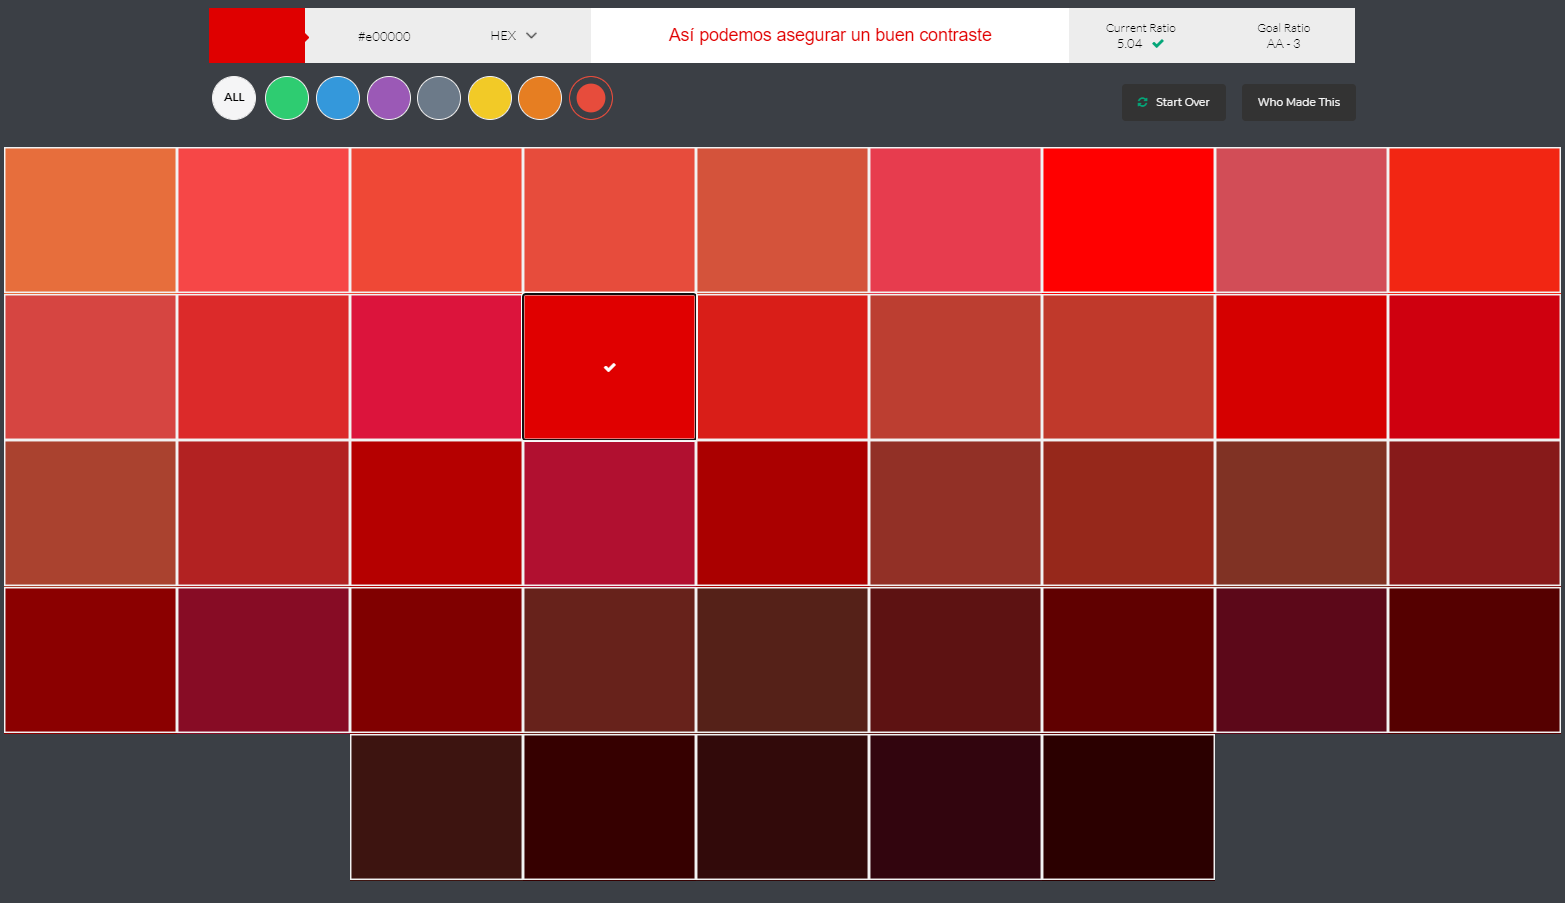 #e00000
HEX
Así podemos asegurar un buen contraste
Current Ratio
5.04
Goal Ratio
AA - 3
ALL
Start Over
Who Made This